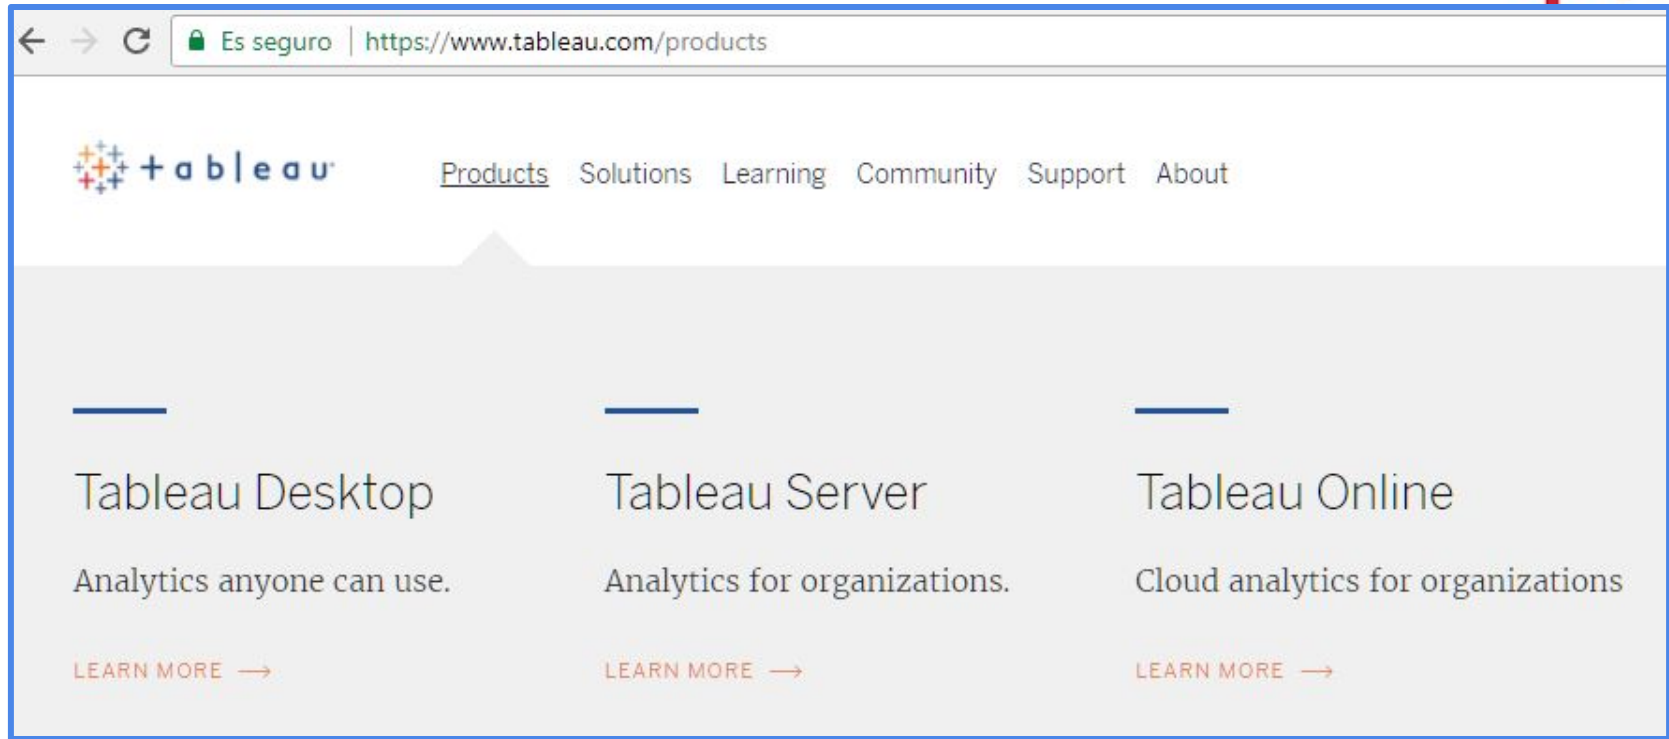 Es seguro | https://www.tableau.com/products
+ableau
Products Solutions Learning Community Support About
Tableau Desktop Tableau Server Tableau Online
Analytics anyone can use. Analytics for organizations. Cloud analytics for organizations
LEARN MORE → LEARN MORE → LEARN MORE →